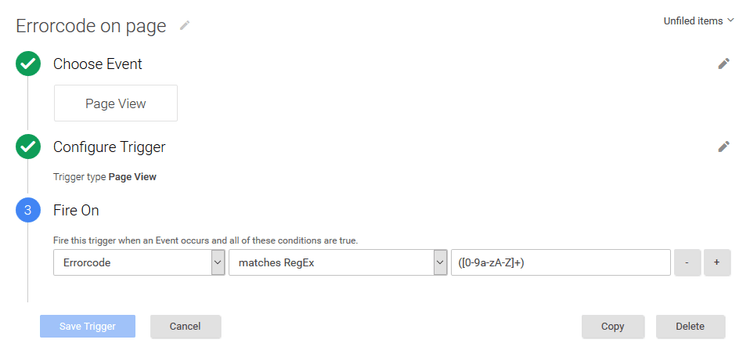 Errorcode on page
Unfiled items
Choose Event
Page View
Configure Trigger
Trigger type Page View
3 Fire On
Fire this trigger when an Event occurs and all of these conditions are true.
Errorcode matches RegEx ([0-9a-zA-Z]+) - +
Save Trigger Cancel Copy Delete